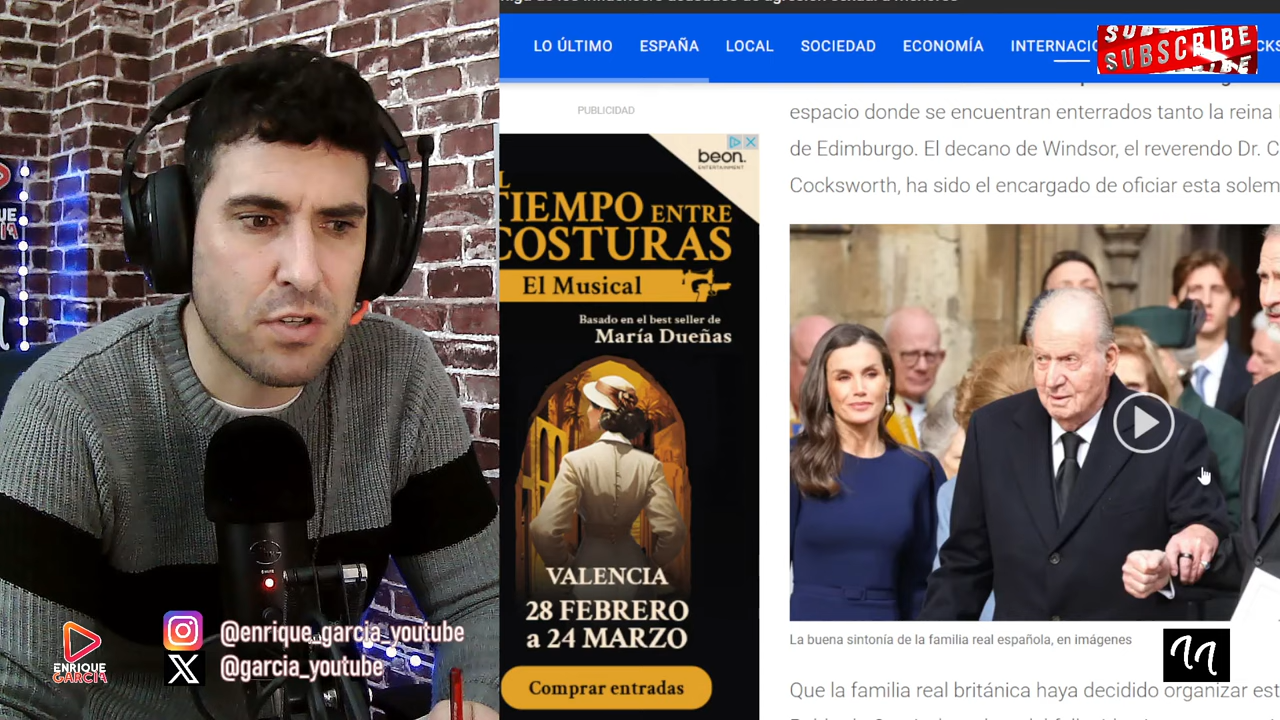 LO ÚLTIMO ESPAÑA LOCAL SOCIEDAD ECONOMÍA
SUBSCRIBE
PUBLICIDAD
beon.
ENTERTAINMENT
TIEMPO ENTRE
COSTURAS
El Musical
Basado en el best seller de
María Dueñas
VALENCIA
28 FEBRERO
a 24 MARZO
Comprar entradas
espacio donde se encuentran enterrados tanto la reina
de Edimburgo. El decano de Windsor, el reverendo Dr. C
Cocksworth, ha sido el encargado de oficiar esta solem
La buena sintonía de la familia real española, en imágenes
Que la familia real británica haya decidido organizar est
ENRIQUE
GARCIA
@enrique_garcia_youtube
@garcia_youtube